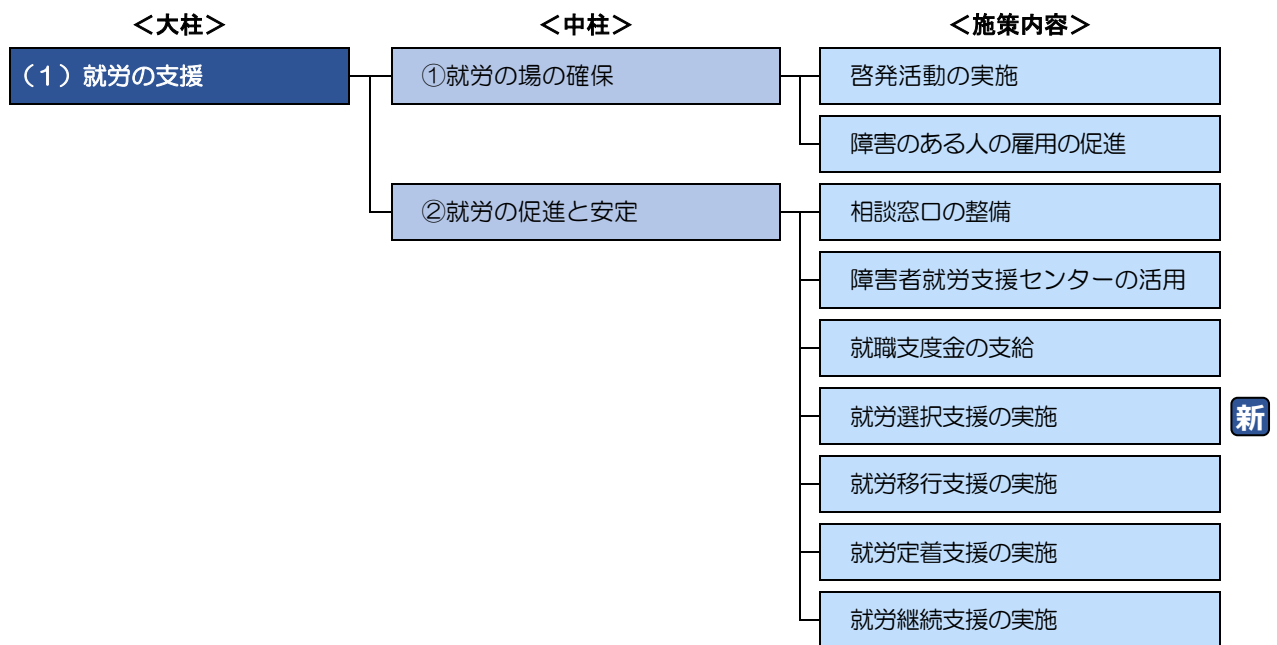 ＜大柱＞
＜中柱＞
＜施策内容＞
（１）就労の支援
①就労の場の確保
啓発活動の実施
障害のある人の雇用の促進
②就労の促進と安定
相談窓口の整備
障害者就労支援センターの活用
就職支度金の支給
就労選択支援の実施
新
就労移行支援の実施
就労定着支援の実施
就労継続支援の実施